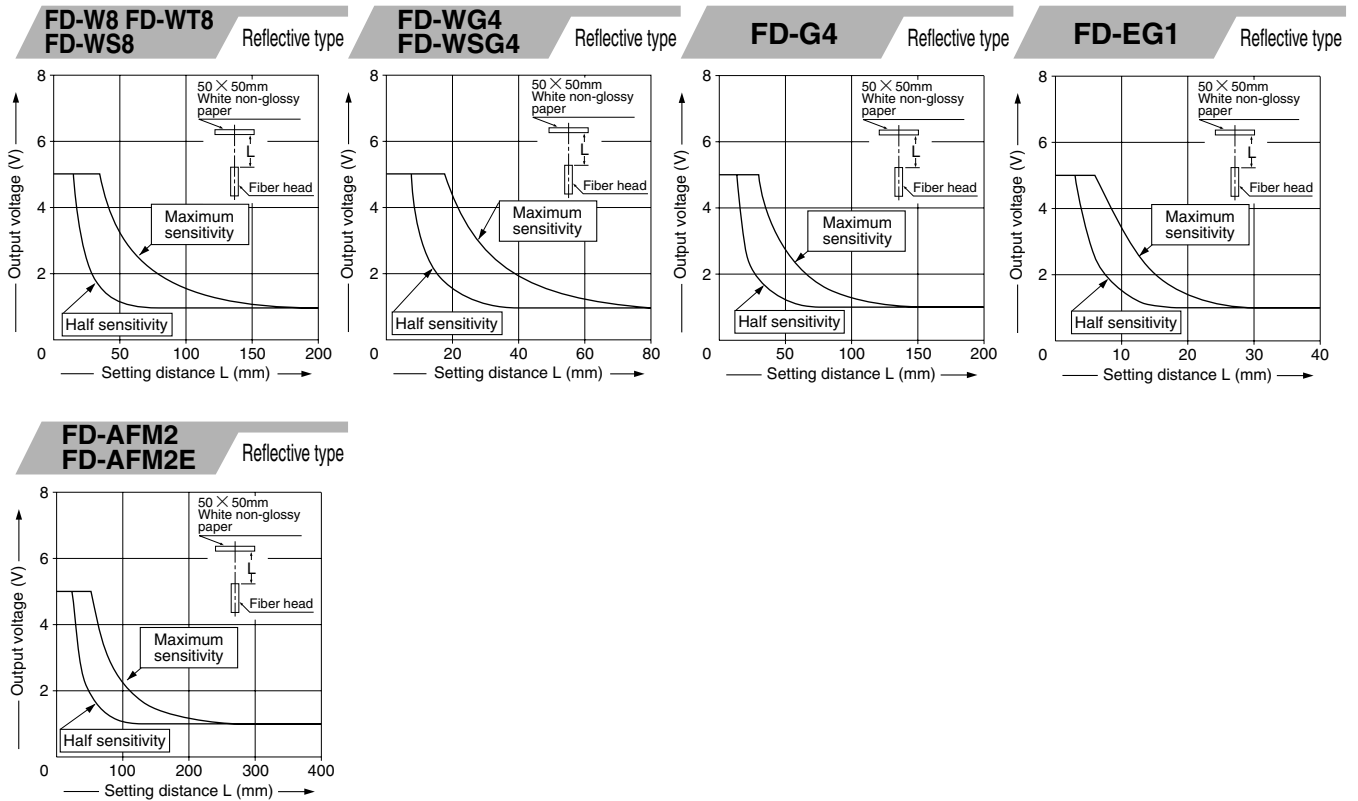 FD-W8 FD-WT8
FD-WS8
Reflective type
8
6
4
2
0
50
100
150
200
Output voltage (V)
Setting distance L (mm)
50 × 50mm
White non-glossy
paper
L
Fiber head
Maximum
sensitivity
Half sensitivity
FD-WG4
FD-WSG4
Reflective type
8
6
4
2
0
20
40
60
80
Output voltage (V)
Setting distance L (mm)
50 × 50mm
White non-glossy
paper
L
Fiber head
Maximum
sensitivity
Half sensitivity
FD-G4
Reflective type
8
6
4
2
0
50
100
150
200
Output voltage (V)
Setting distance L (mm)
50 × 50mm
White non-glossy
paper
L
Fiber head
Maximum
sensitivity
Half sensitivity
FD-EG1
Reflective type
8
6
4
2
0
10
20
30
40
Output voltage (V)
Setting distance L (mm)
50 × 50mm
White non-glossy
paper
L
Fiber head
Maximum
sensitivity
Half sensitivity
FD-AFM2
FD-AFM2E
Reflective type
8
6
4
2
0
100
200
300
400
Output voltage (V)
Setting distance L (mm)
50 × 50mm
White non-glossy
paper
L
Fiber head
Maximum
sensitivity
Half sensitivity